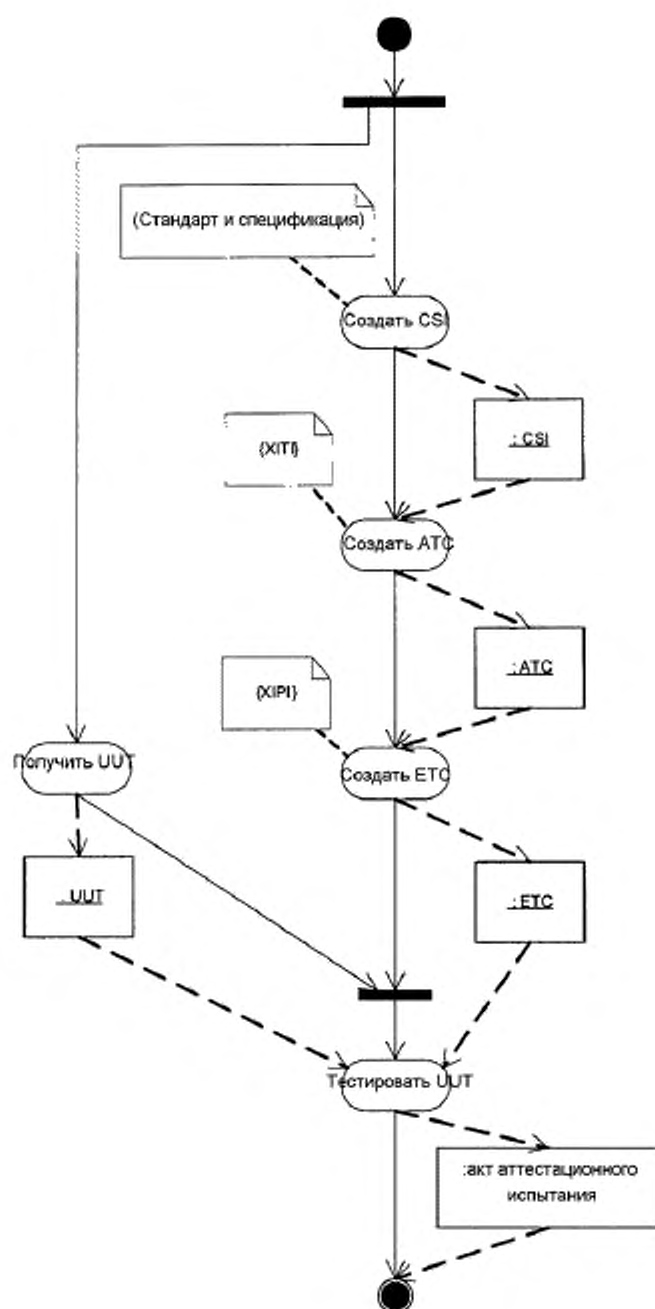 (Стандарт и спецификация)
Создать CSI
: CSI
{XITI}
Создать ATC
:ATC
{XIPI}
Создать ETC
Получить UUT
: UUT
:ETC
Тестировать UUT
:акт аттестационного
испытания